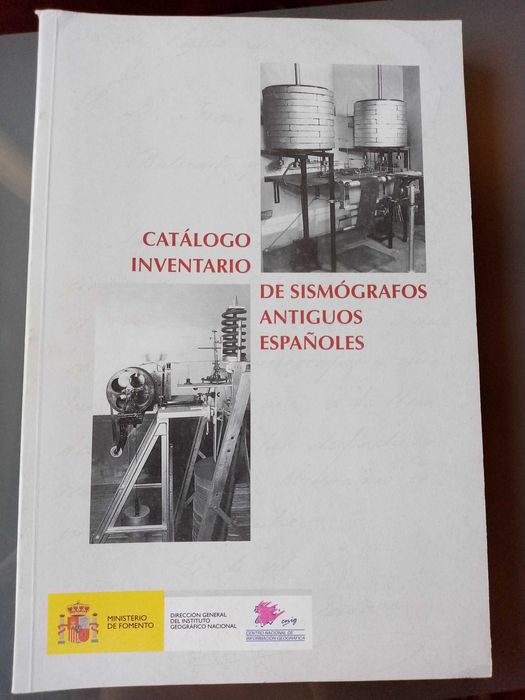 CATÁLOGO
INVENTARIO
DE SISMÓGRAFOS
ANTIGUOS
ESPAÑOLES
MINISTERIO
DE FOMENTO
DIRECCIÓN GENERAL
DEL INSTITUTO
GEOGRÁFICO NACIONAL
cnig
CENTRO NACIONAL DE
INFORMACIÓN GEOGRÁFICA